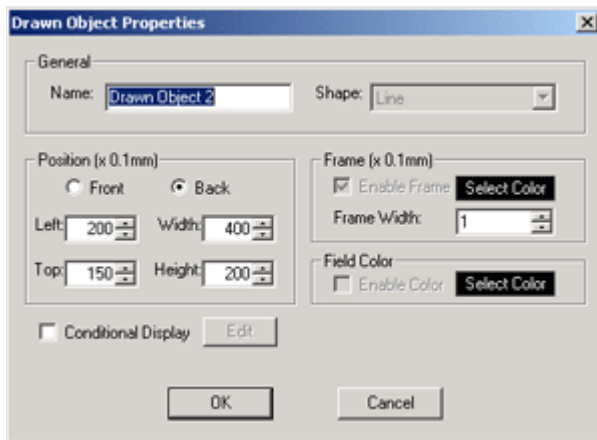 Drawn Object Properties
General
Name: Drawn Object 2 Shape: Line
Position (x 0.1mm)
Front Back
Left: 200 Width: 400
Top: 150 Height: 200
Frame (x 0.1mm)
Enable Frame Select Color
Frame Width: 1
Field Color
Enable Color Select Color
Conditional Display Edit
OK Cancel